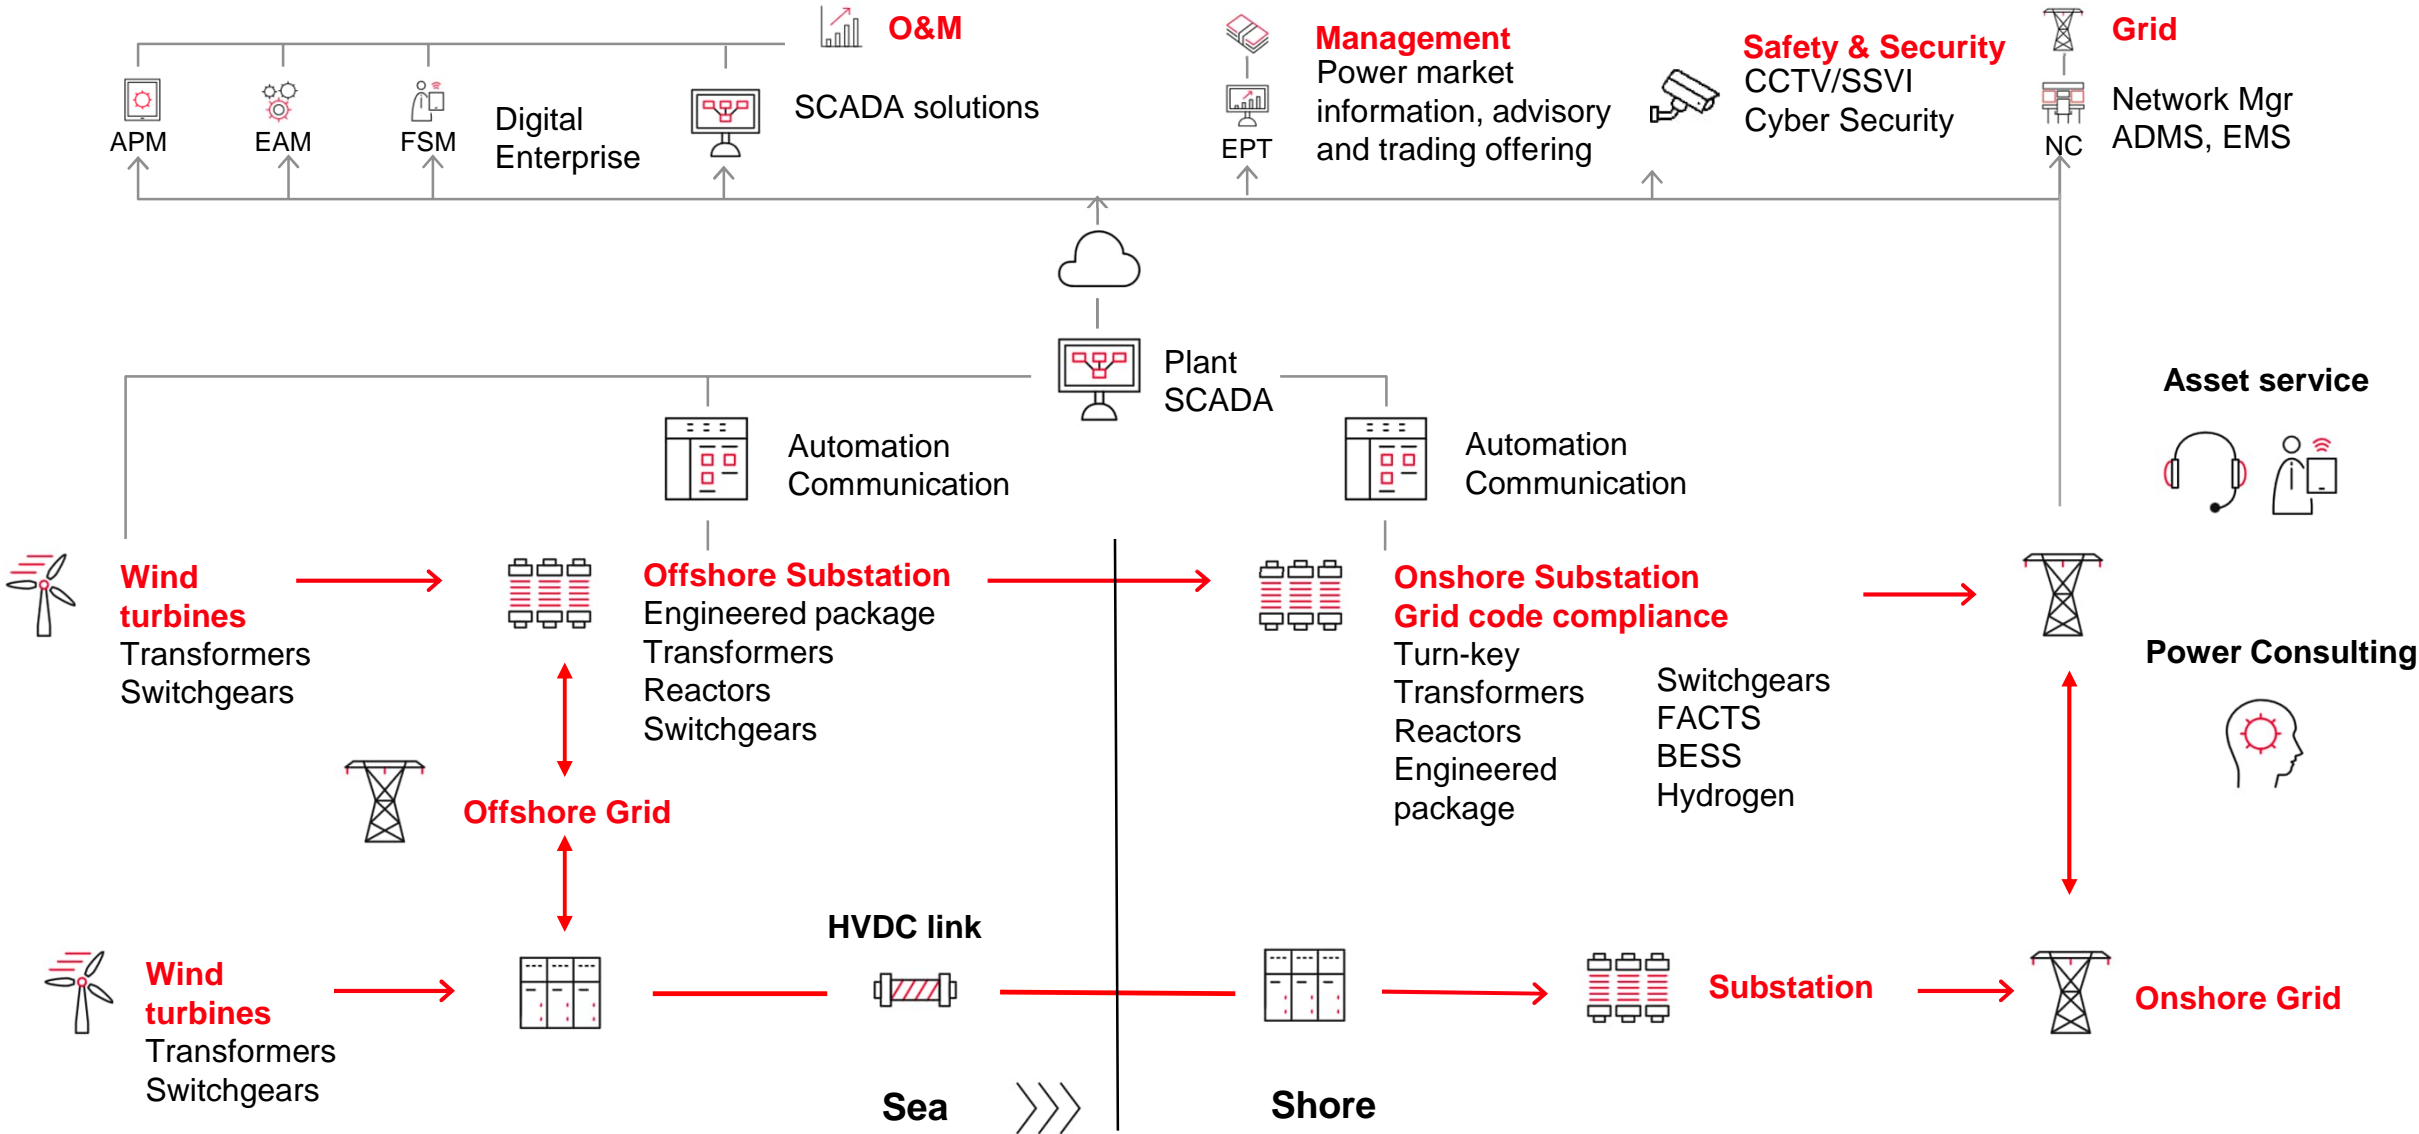 O&M
APM
EAM
FSM
Digital
Enterprise
SCADA solutions
EPT
Management
Power market
information, advisory
and trading offering
Safety & Security
CCTV/SSVI
Cyber Security
Grid
NC
Network Mgr
ADMS, EMS
Plant
SCADA
Automation
Communication
Automation
Communication
Asset service
Wind
turbines
Transformers
Switchgears
Offshore Substation
Engineered package
Transformers
Reactors
Switchgears
Onshore Substation
Grid code compliance
Turn-key
Transformers
Reactors
Engineered
package
Switchgears
FACTS
BESS
Hydrogen
Power Consulting
Offshore Grid
HVDC link
Wind
turbines
Transformers
Switchgears
Substation
Onshore Grid
Sea
Shore